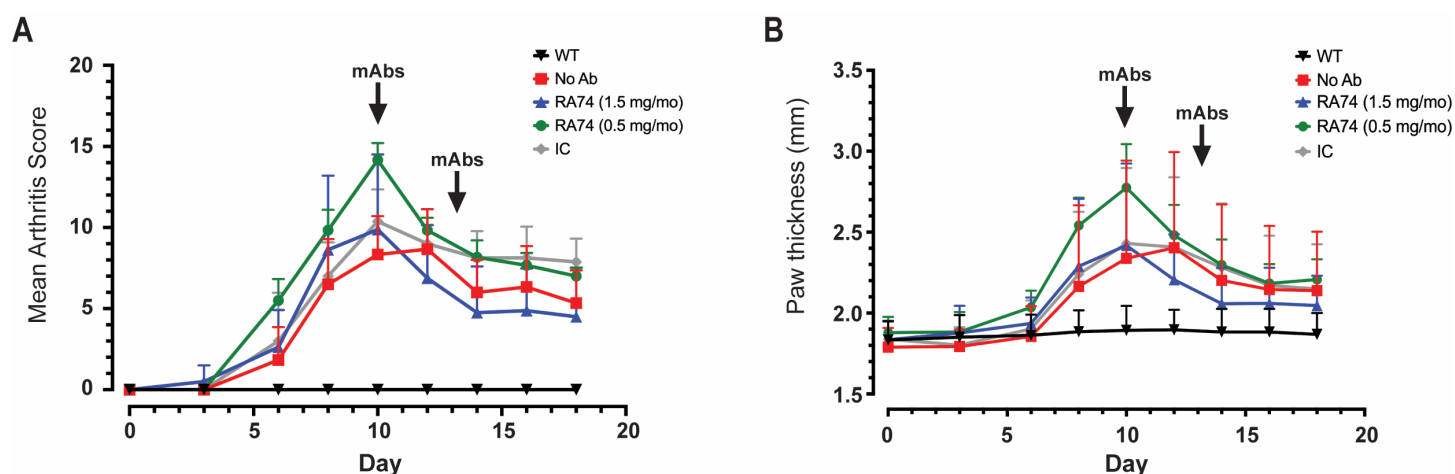 A
Mean Arthritis Score
20
15
10
5
0
0
5
10
15
20
Day
mAbs
mAbs
WT
No Ab
RA74 (1.5 mg/mo)
RA74 (0.5 mg/mo)
IC
B
Paw thickness (mm)
3.5
3.0
2.5
2.0
1.5
0
5
10
15
20
Day
mAbs
mAbs
WT
No Ab
RA74 (1.5 mg/mo)
RA74 (0.5 mg/mo)
IC